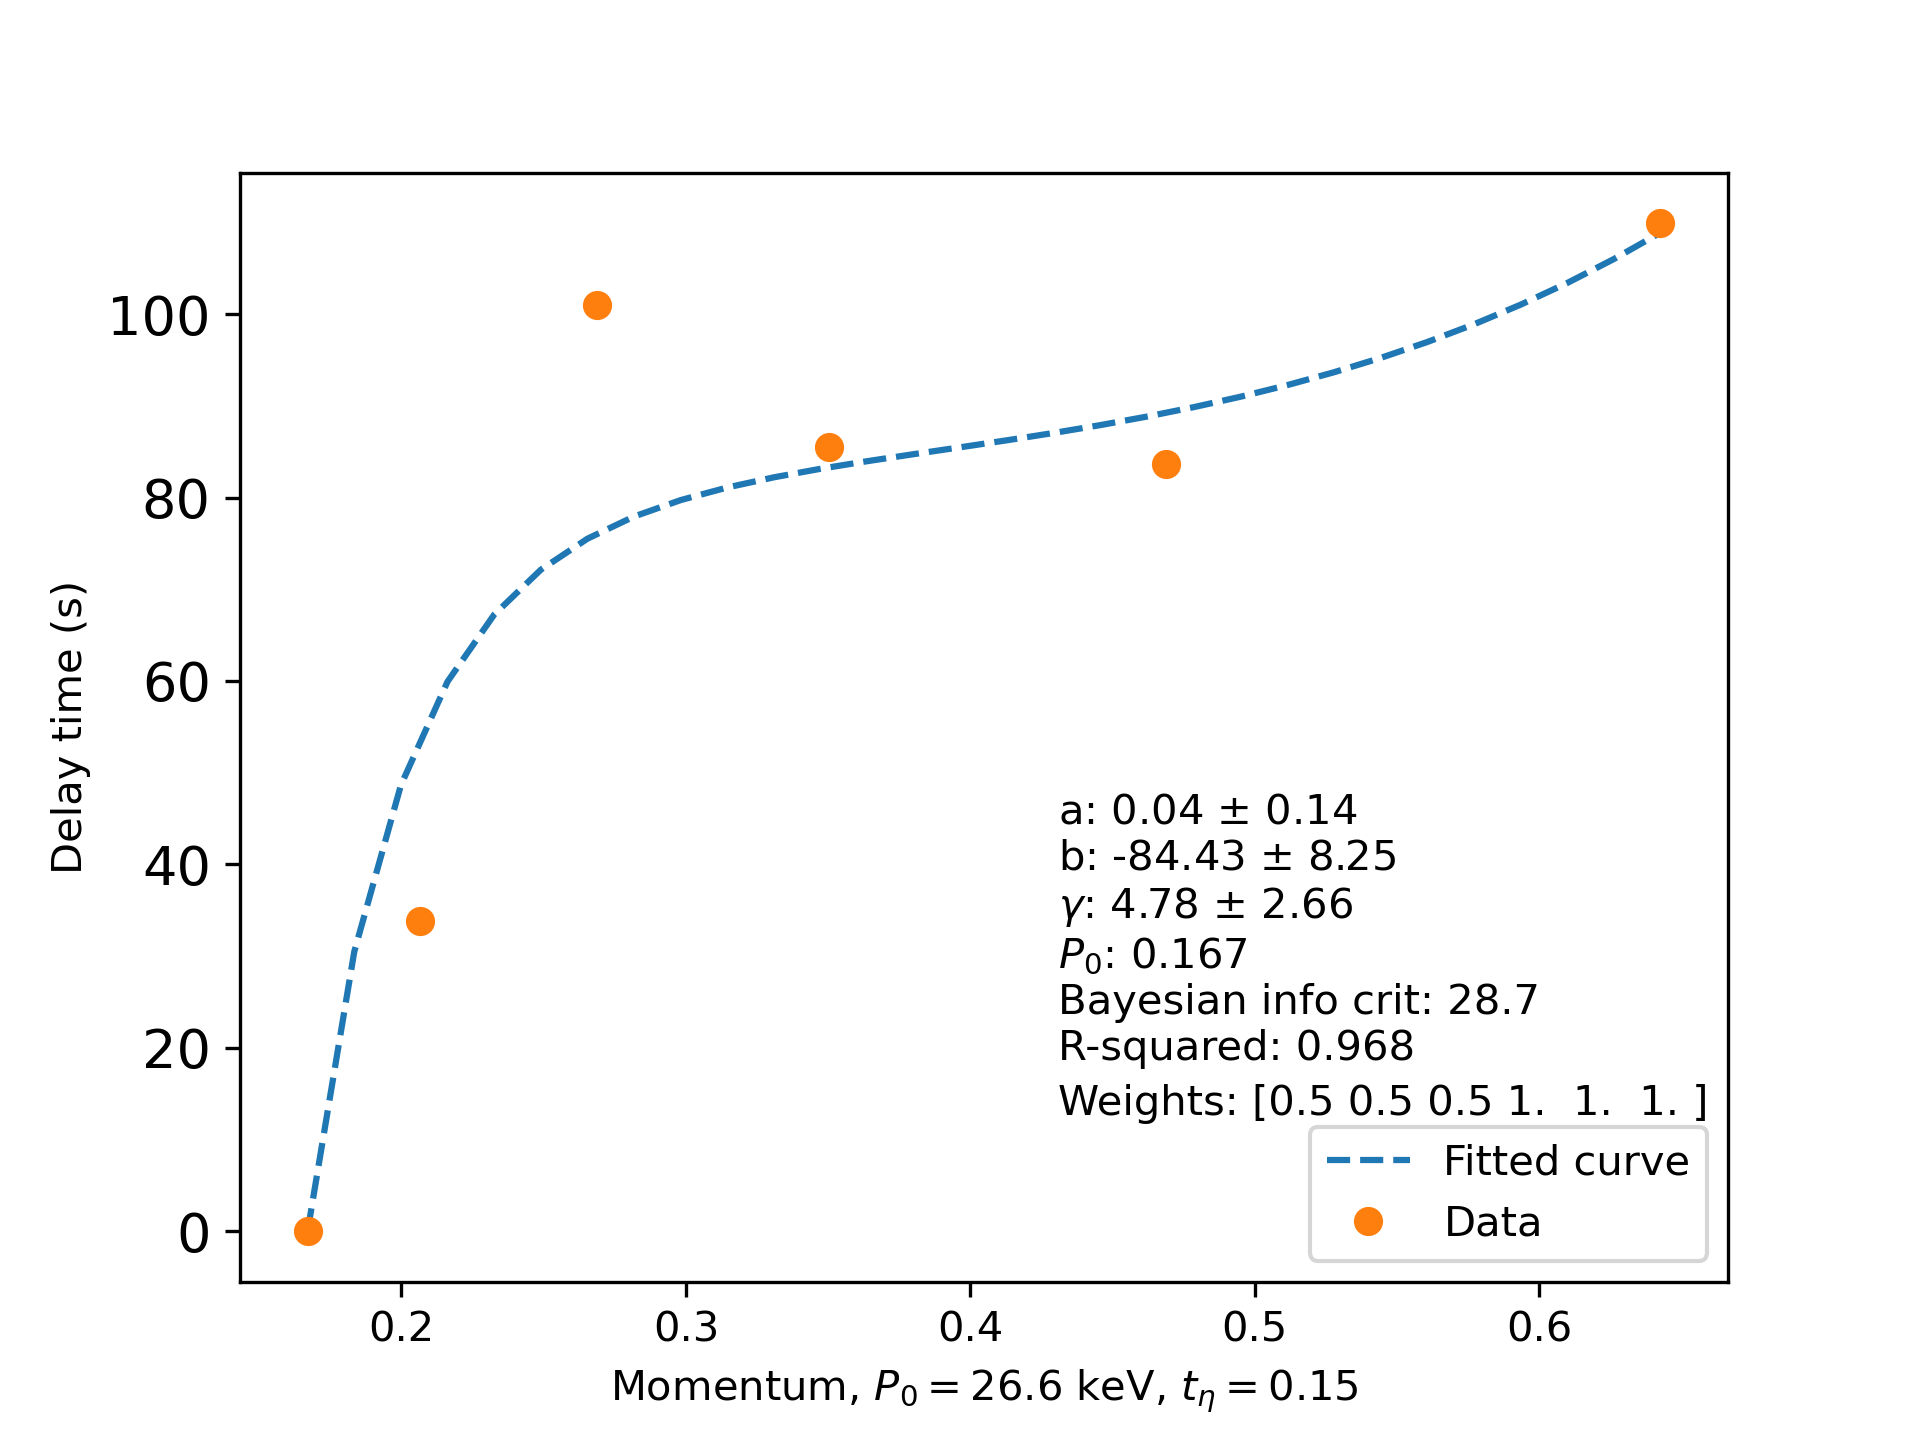 100
80
60
40
20
0
Delay time (s)
a: 0.04 ± 0.14
b: -84.43 ± 8.25
γ: 4.78 ± 2.66
P₀: 0.167
Bayesian info crit: 28.7
R-squared: 0.968
Weights: [0.5 0.5 0.5 1.  1.  1. ]
Fitted curve
Data
0.2 0.3 0.4 0.5 0.6
Momentum, P₀ = 26.6 keV, tη = 0.15